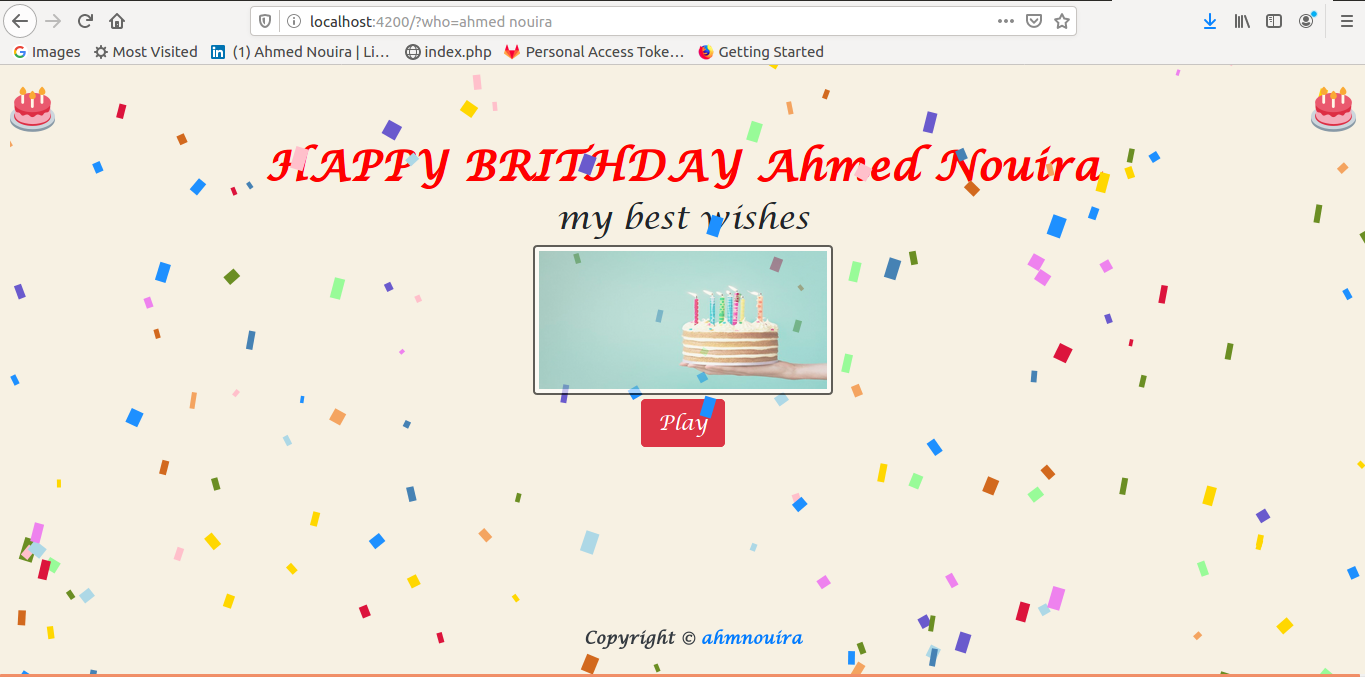 localhost:4200/?who=ahmed nouira
Images Most Visited (1) Ahmed Nouira | Li… index.php Personal Access Toke… Getting Started
HAPPY BRITHDAY Ahmed Nouira
my best wishes
Play
Copyright © ahmnouira